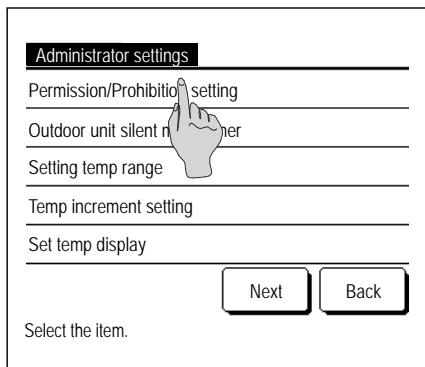 Administrator settings
Permission/Prohibition setting
Outdoor unit silent
Setting temp range
Temp increment setting
Set temp display
Next Back
Select the item.